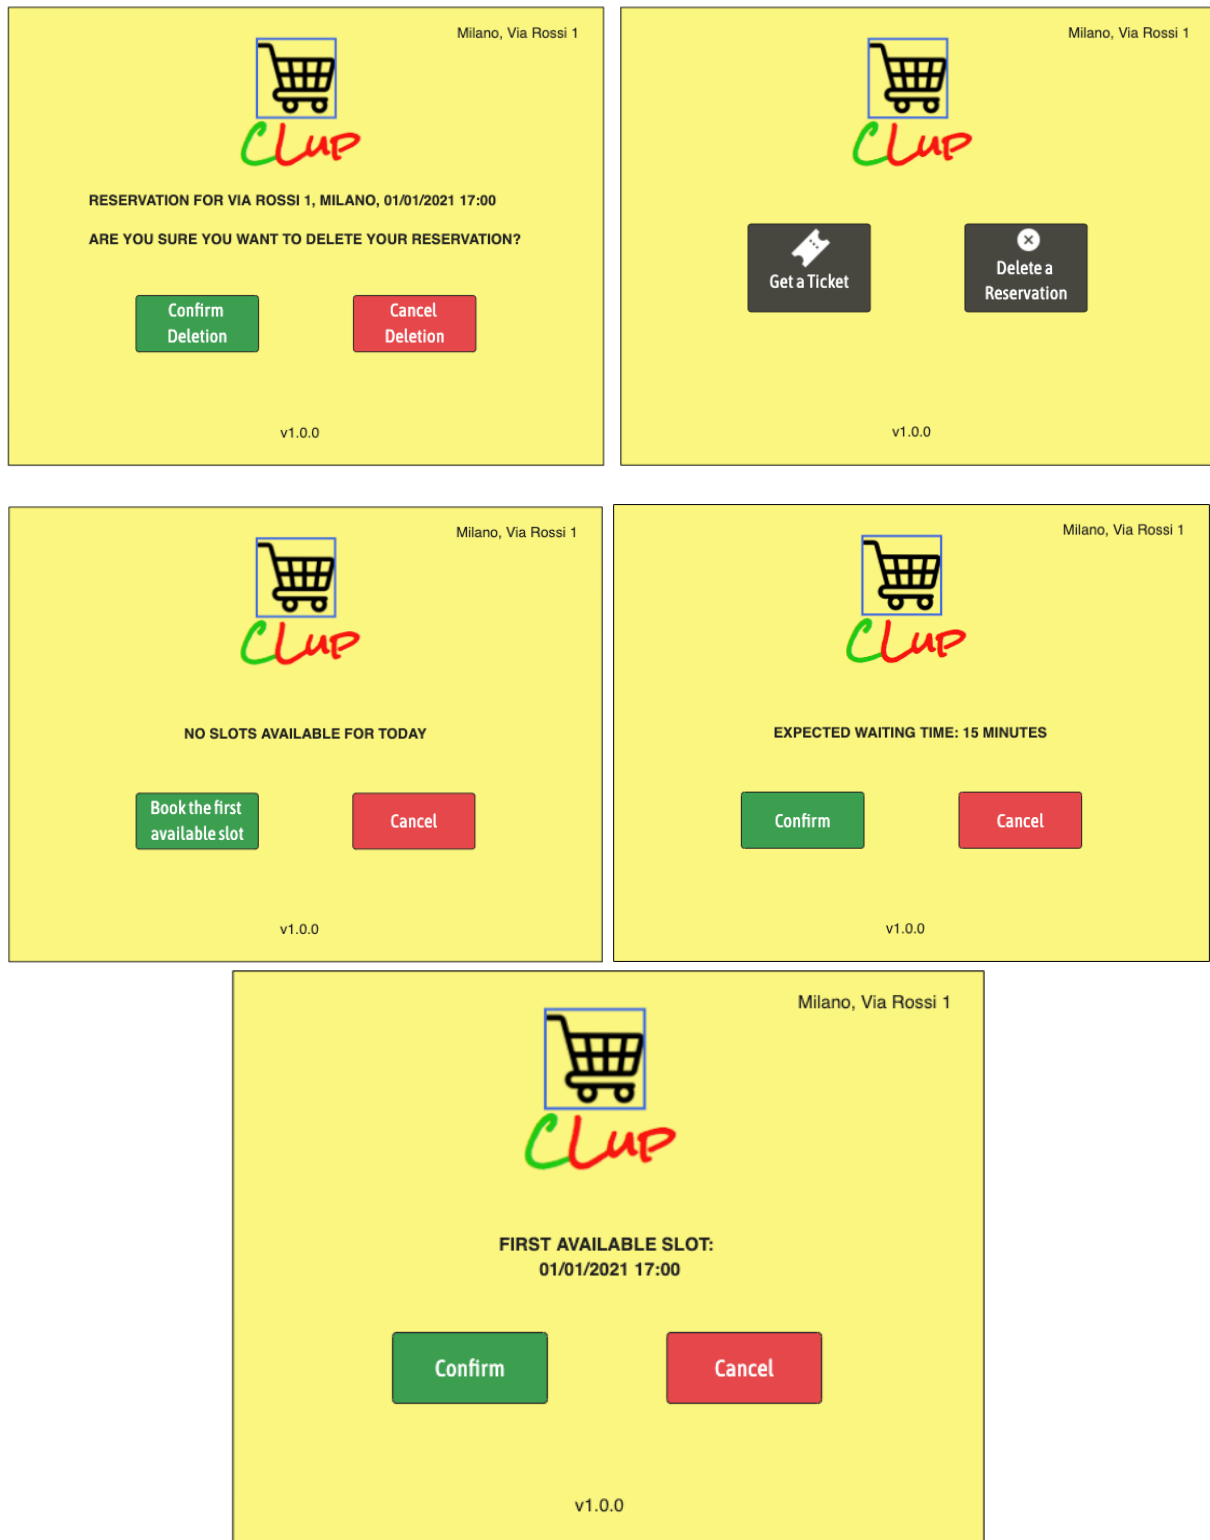 Milano, Via Rossi 1
CLup
RESERVATION FOR VIA ROSSI 1, MILANO, 01/01/2021 17:00
ARE YOU SURE YOU WANT TO DELETE YOUR RESERVATION?
Confirm
Deletion
Cancel
Deletion
v1.0.0
Milano, Via Rossi 1
CLup
Get a Ticket
Delete a
Reservation
v1.0.0
Milano, Via Rossi 1
CLup
NO SLOTS AVAILABLE FOR TODAY
Book the first
available slot
Cancel
v1.0.0
Milano, Via Rossi 1
CLup
EXPECTED WAITING TIME: 15 MINUTES
Confirm
Cancel
v1.0.0
Milano, Via Rossi 1
CLup
FIRST AVAILABLE SLOT:
01/01/2021 17:00
Confirm
Cancel
v1.0.0